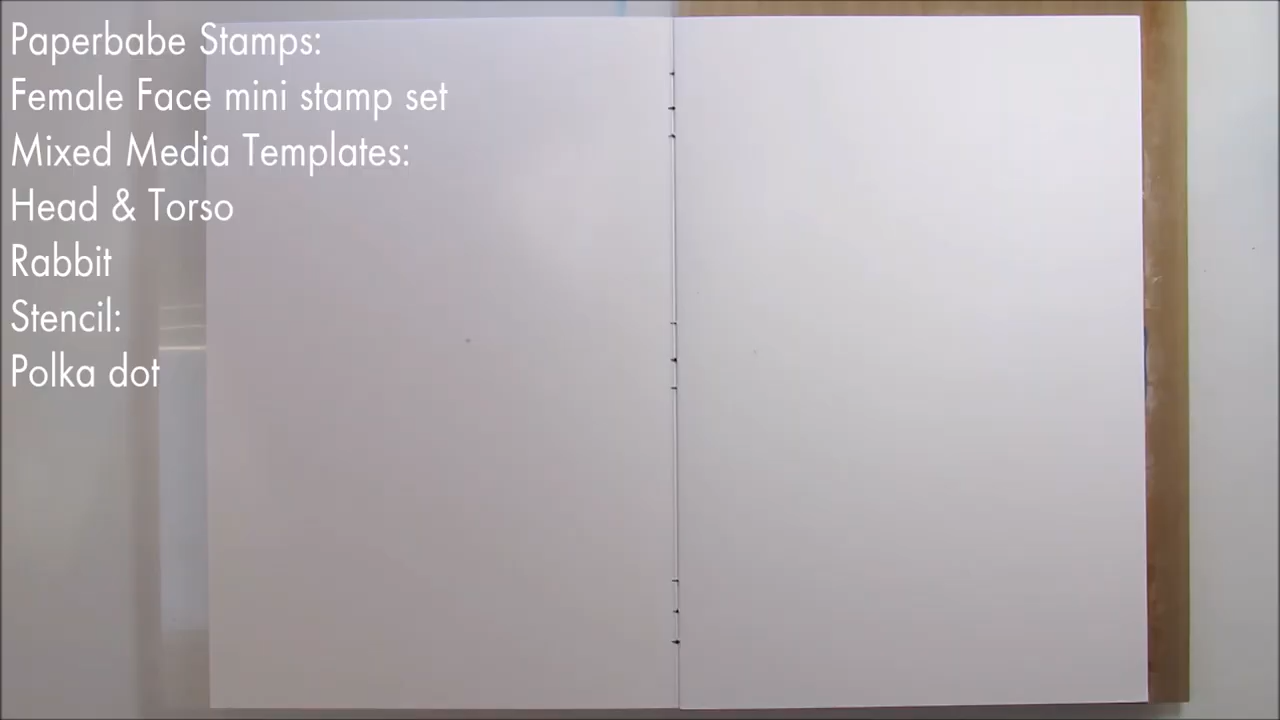 Paperbabe Stamps:
Female Face mini stamp set
Mixed Media Templates:
Head & Torso
Rabbit
Stencil:
Polka dot